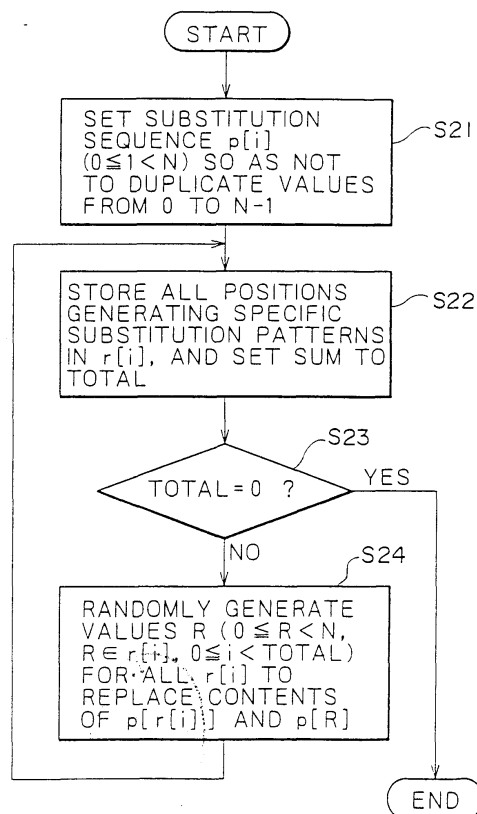 START
SET SUBSTITUTION
SEQUENCE p[i]
(0≦1<N) SO AS NOT
TO DUPLICATE VALUES
FROM 0 TO N-1
S21
STORE ALL POSITIONS
GENERATING SPECIFIC
SUBSTITUTION PATTERNS
IN r[i], AND SET SUM TO
TOTAL
S22
S23
TOTAL=0 ?
YES
NO
S24
RANDOMLY GENERATE
VALUES R (0≦R<N,
R∈r[i], 0≦i<TOTAL)
FOR ALL r[i] TO
REPLACE CONTENTS
OF p[r[i]] AND p[R]
END